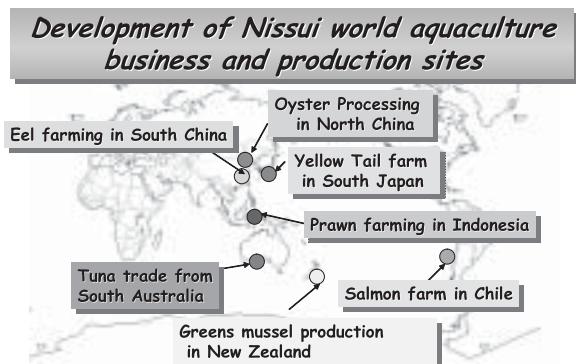 Development of Nissui world aquaculture
business and production sites
Oyster Processing
in North China
Eel farming in South China
Yellow Tail farm
in South Japan
Prawn farming in Indonesia
Tuna trade from
South Australia
Salmon farm in Chile
Greens mussel production
in New Zealand